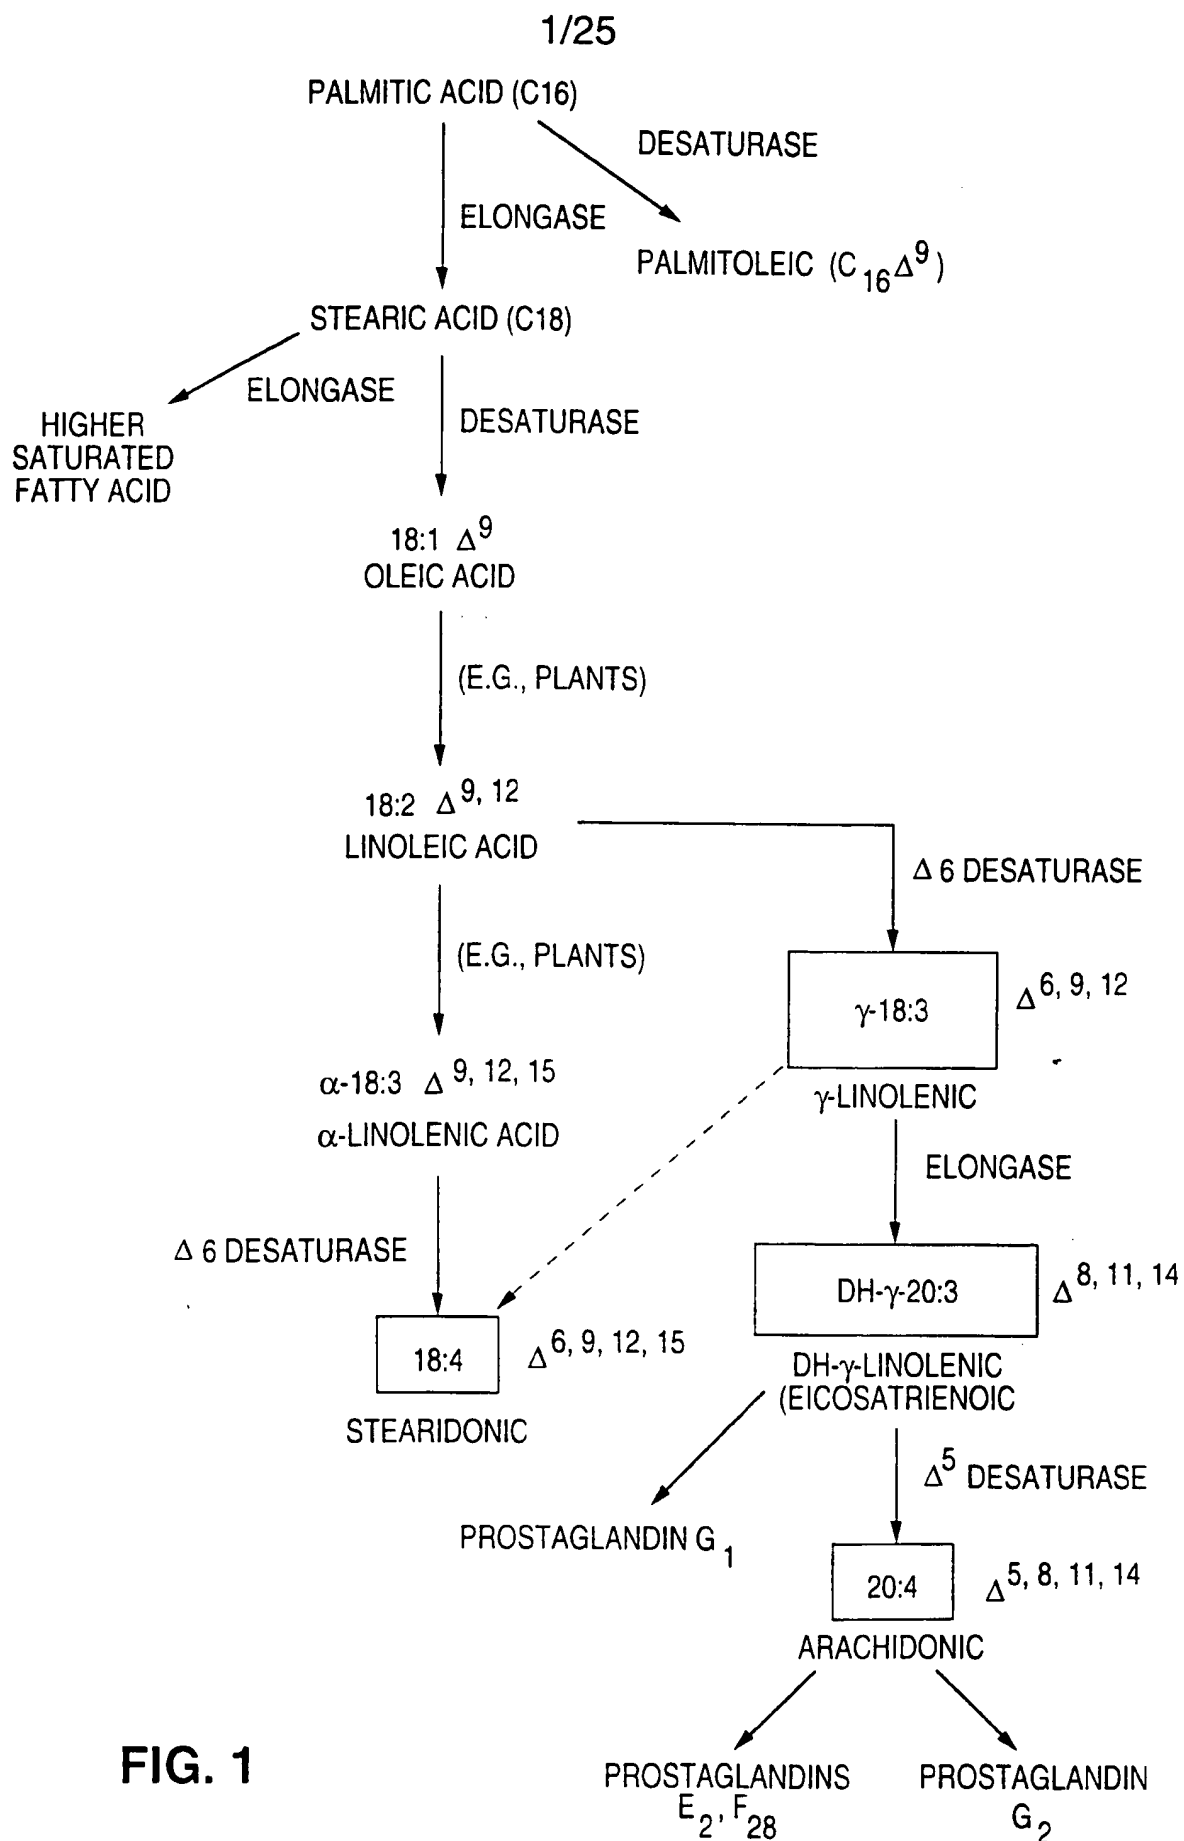 1/25
PALMITIC ACID (C16)
DESATURASE
ELONGASE
PALMITOLEIC (C16Δ9)
STEARIC ACID (C18)
ELONGASE
DESATURASE
HIGHER
SATURATED
FATTY ACID
18:1 Δ9
OLEIC ACID
(E.G., PLANTS)
18:2 Δ9, 12
LINOLEIC ACID
Δ 6 DESATURASE
(E.G., PLANTS)
γ-18:3 Δ6, 9, 12
γ-LINOLENIC
α-18:3 Δ9, 12, 15
α-LINOLENIC ACID
ELONGASE
Δ 6 DESATURASE
DH-γ-20:3 Δ8, 11, 14
18:4 Δ6, 9, 12, 15
DH-γ-LINOLENIC
(EICOSATRIENOIC
STEARIDONIC
Δ5 DESATURASE
PROSTAGLANDIN G1
20:4 Δ5, 8, 11, 14
ARACHIDONIC
FIG. 1
PROSTAGLANDINS
E2, F28
PROSTAGLANDIN
G2